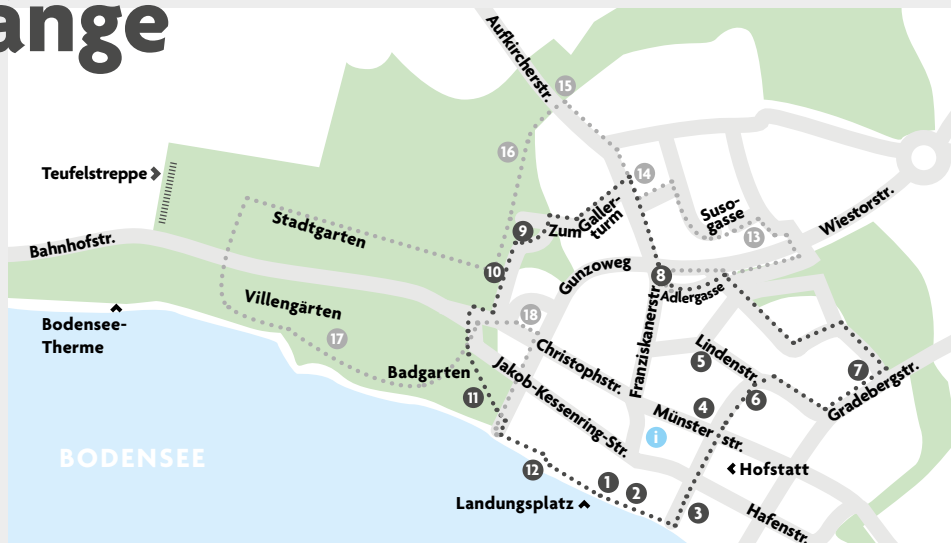 ange
Aufkircherstr.
15
16
Teufelstreppe
14
Stadtgarten
Suso-
gasse
Zum
Galler-
turm
Wiestorstr.
9
13
Bahnhofstr.
Gunzoweg
10
8
Adlergasse
Villengärten
Bodensee-
Therme
18
17
Franziskanerstr.
Christophstr.
Lindenstr.
5
7
Badgarten
Jakob-Kessenring-Str.
Gradebergstr.
11
6
4
Münster str.
i
BODENSEE
12
Hofstatt
1
2
Landungsplatz
3
Hafenstr.